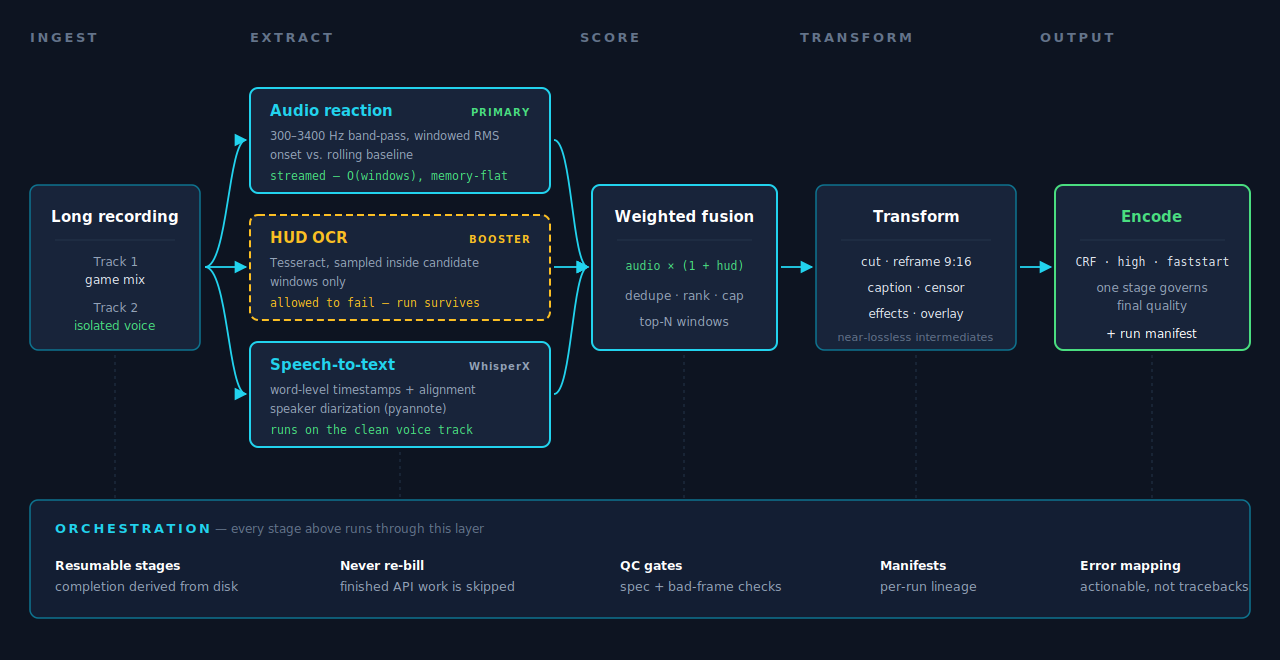 INGEST
EXTRACT
SCORE
TRANSFORM
OUTPUT
Long recording
Track 1
game mix
Track 2
isolated voice
Audio reaction PRIMARY
300–3400 Hz band-pass, windowed RMS
onset vs. rolling baseline
streamed — O(windows), memory-flat
HUD OCR BOOSTER
Tesseract, sampled inside candidate
windows only
allowed to fail — run survives
Speech-to-text WhisperX
word-level timestamps + alignment
speaker diarization (pyannote)
runs on the clean voice track
Weighted fusion
audio × (1 + hud)
dedupe · rank · cap
top-N windows
Transform
cut · reframe 9:16
caption · censor
effects · overlay
near-lossless intermediates
Encode
CRF · high · faststart
one stage governs
final quality
+ run manifest
ORCHESTRATION — every stage above runs through this layer
Resumable stages
completion derived from disk
Never re-bill
finished API work is skipped
QC gates
spec + bad-frame checks
Manifests
per-run lineage
Error mapping
actionable, not tracebacks